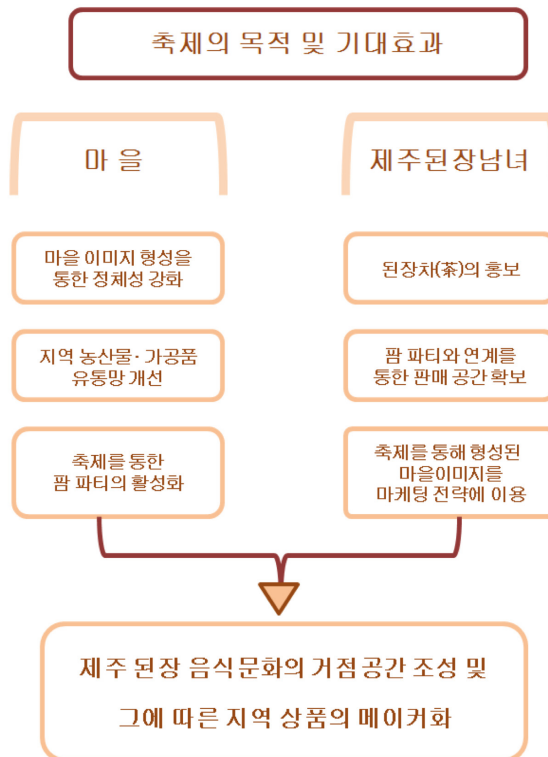 축제의 목적 및 기대효과
마 을
마을 이미지 형성을
통한 정체성 강화
지역 농산물· 가공품
유통망 개선
축제를 통한
팜 파티의 활성화
제주된장남녀
된장차(茶)의 홍보
팜 파티와 연계를
통한 판매 공간 확보
축제를 통해 형성된
마을이미지를
마케팅 전략에 이용
제주 된장 음식문화의 거점공간 조성 및
그에 따른 지역 상품의 메이커화